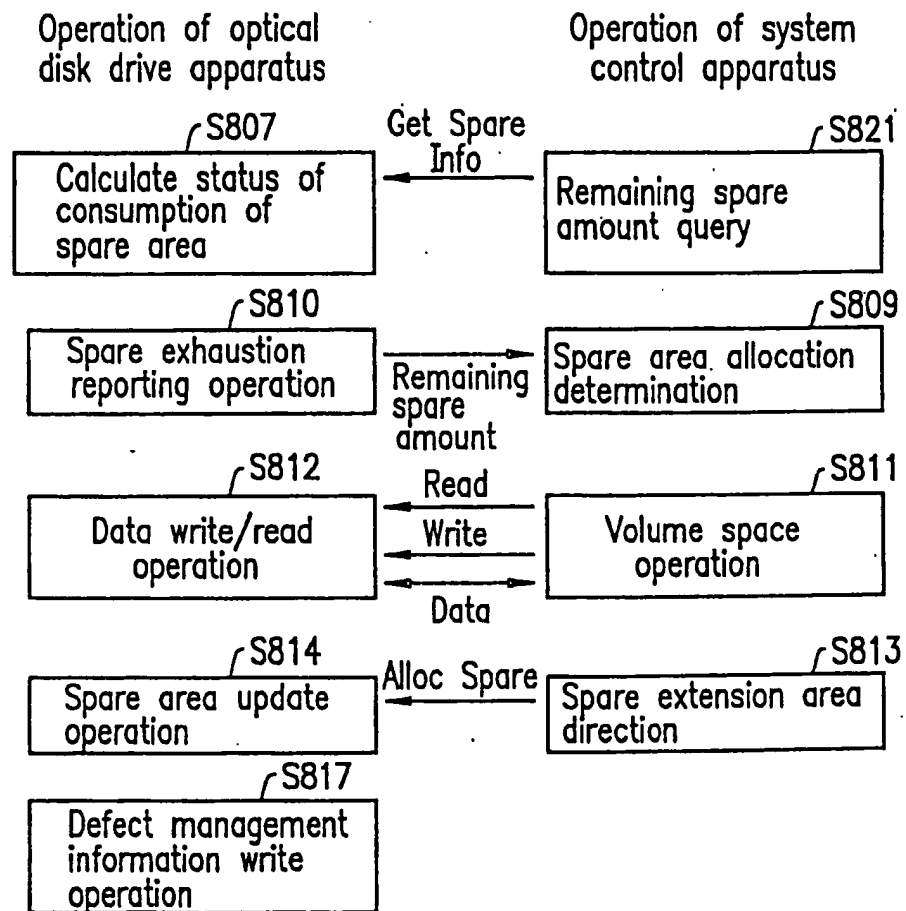 Operation of optical
disk drive apparatus
Operation of system
control apparatus
S807
Calculate status of
consumption of
spare area
Get Spare
Info
S821
Remaining spare
amount query
S810
Spare exhaustion
reporting operation
Remaining
spare
amount
S809
Spare area allocation
determination
S812
Data write/read
operation
Read
Write
Data
S811
Volume space
operation
S814
Spare area update
operation
Alloc Spare
S813
Spare extension area
direction
S817
Defect management
information write
operation